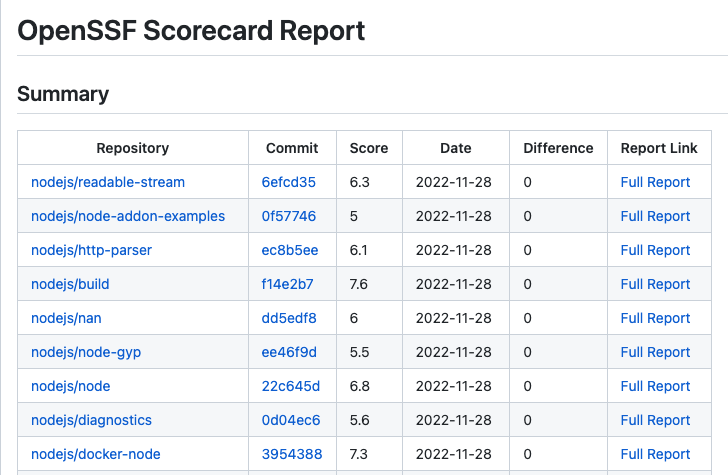 OpenSSF Scorecard Report
Summary
Repository Commit Score Date Difference Report Link
nodejs/readable-stream 6efcd35 6.3 2022-11-28 0 Full Report
nodejs/node-addon-examples 0f57746 5 2022-11-28 0 Full Report
nodejs/http-parser ec8b5ee 6.1 2022-11-28 0 Full Report
nodejs/build f14e2b7 7.6 2022-11-28 0 Full Report
nodejs/nan dd5edf8 6 2022-11-28 0 Full Report
nodejs/node-gyp ee46f9d 5.5 2022-11-28 0 Full Report
nodejs/node 22c645d 6.8 2022-11-28 0 Full Report
nodejs/diagnostics 0d04ec6 5.6 2022-11-28 0 Full Report
nodejs/docker-node 3954388 7.3 2022-11-28 0 Full Report